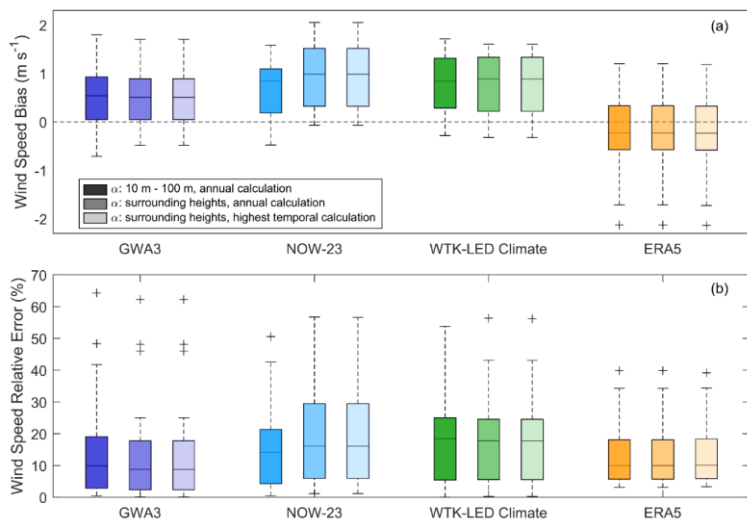 (a)
Wind Speed Bias (m s⁻¹)
2
1
0
-1
-2
α: 10 m - 100 m, annual calculation
α: surrounding heights, annual calculation
α: surrounding heights, highest temporal calculation
GWA3 NOW-23 WTK-LED Climate ERA5
(b)
Wind Speed Relative Error (%)
70
60
50
40
30
20
10
0
GWA3 NOW-23 WTK-LED Climate ERA5